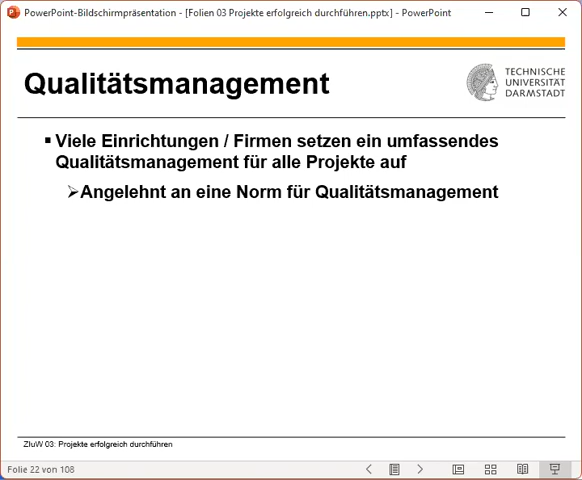 PowerPoint-Bildschirmpräsentation - [Folien 03 Projekte erfolgreich durchführen.pptx] - PowerPoint
Qualitätsmanagement
TECHNISCHE
UNIVERSITÄT
DARMSTADT
▪ Viele Einrichtungen / Firmen setzen ein umfassendes
Qualitätsmanagement für alle Projekte auf
➢Angelehnt an eine Norm für Qualitätsmanagement
ZIuW 03: Projekte erfolgreich durchführen
Folie 22 von 108